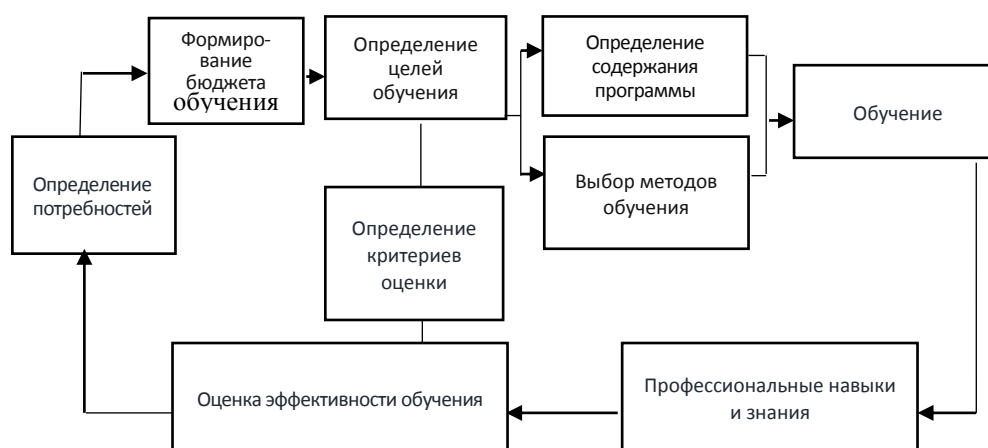 Формиро-
вание
бюджета
обучения
Определение
целей
обучения
Определение
содержания
программы
Обучение
Определение
потребностей
Выбор методов
обучения
Определение
критериев
оценки
Оценка эффективности обучения
Профессиональные навыки
и знания